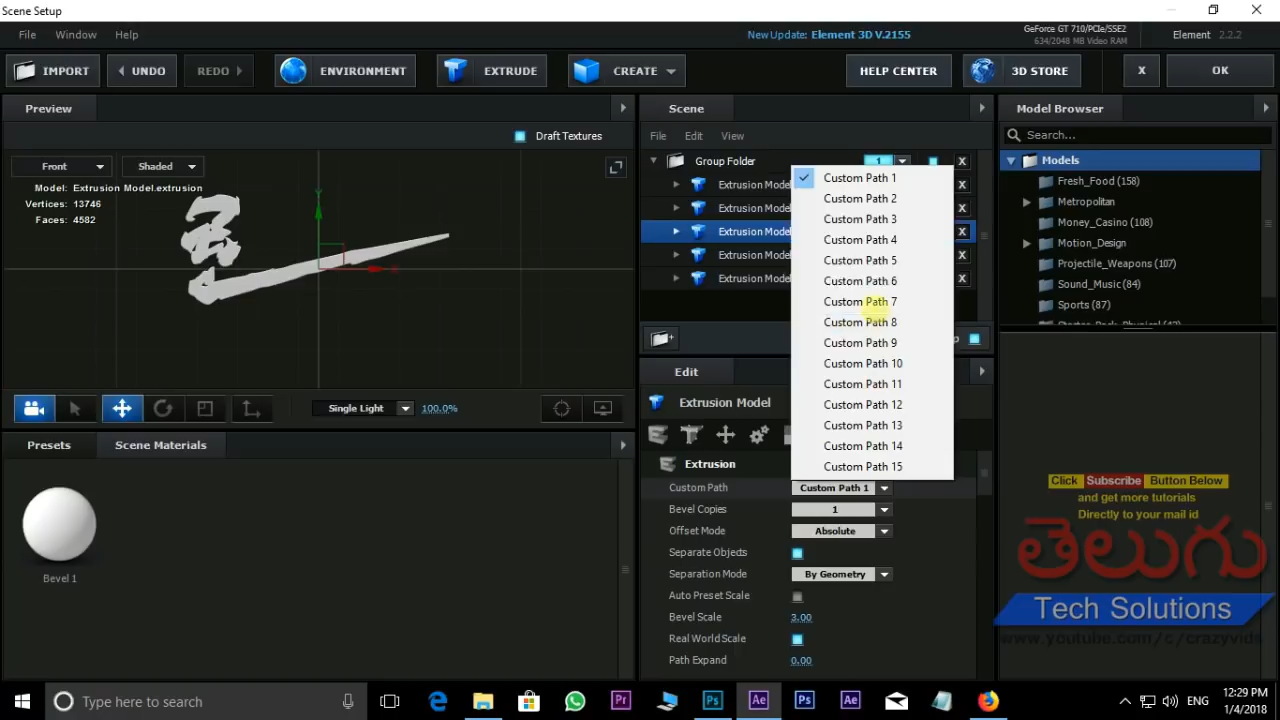 Scene Setup
File Window Help
New Update: Element 3D V.2155
GeForce GT 710/PCIe/SSE2
634/2048 MB Video RAM
Element 2.2.2
IMPORT UNDO REDO ENVIRONMENT EXTRUDE CREATE HELP CENTER 3D STORE X OK
Preview
Draft Textures
Front Shaded
Model: Extrusion Model.extrusion
Vertices: 13746
Faces: 4582
Y
Single Light 100.0%
Presets Scene Materials
Bevel 1
Scene
File Edit View
Group Folder 1 X
Extrusion Model X
Extrusion Model X
Extrusion Model X
Extrusion Model X
Extrusion Model X
Custom Path 1
Custom Path 2
Custom Path 3
Custom Path 4
Custom Path 5
Custom Path 6
Custom Path 7
Custom Path 8
Custom Path 9
Custom Path 10
Custom Path 11
Custom Path 12
Custom Path 13
Custom Path 14
Custom Path 15
Edit
Extrusion Model
Extrusion
Custom Path Custom Path 1
Bevel Copies 1
Offset Mode Absolute
Separate Objects
Separation Mode By Geometry
Auto Preset Scale
Bevel Scale 3.00
Real World Scale
Path Expand 0.00
Model Browser
Search...
Models
Fresh_Food (158)
Metropolitan
Money_Casino (108)
Motion_Design
Projectile_Weapons (107)
Sound_Music (84)
Sports (87)
Click Subscribe Button Below
and get more tutorials
Directly to your mail id
తెలుగు
Tech Solutions
www.youtube.com/c/crazyvide
Type here to search
ENG
12:29 PM
1/4/2018